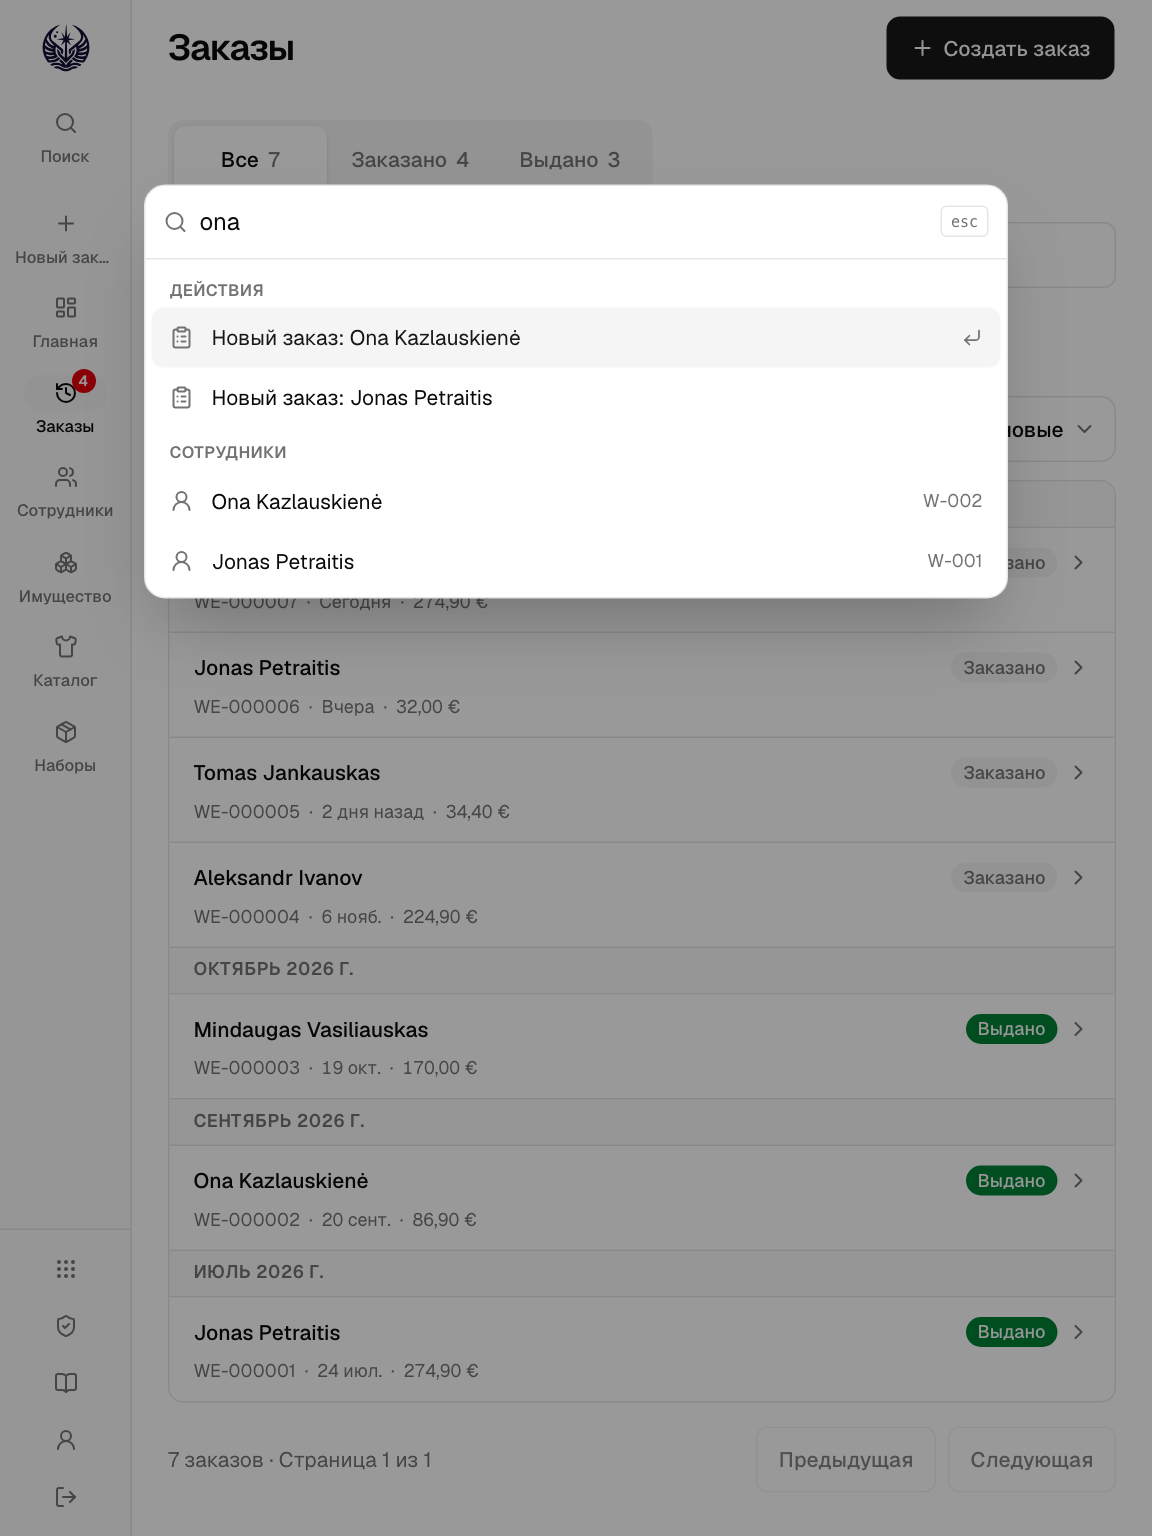 Поиск
Новый зак...
Главная
4
Заказы
Сотрудники
Имущество
Каталог
Наборы
Заказы
Создать заказ
Все 7
Заказано 4
Выдано 3
ona
esc
ДЕЙСТВИЯ
Новый заказ: Ona Kazlauskienė
Новый заказ: Jonas Petraitis
СОТРУДНИКИ
Ona Kazlauskienė W-002
Jonas Petraitis W-001
WE-000007 · Сегодня · 274,90 €
Jonas Petraitis Заказано
WE-000006 · Вчера · 32,00 €
Tomas Jankauskas Заказано
WE-000005 · 2 дня назад · 34,40 €
Aleksandr Ivanov Заказано
WE-000004 · 6 нояб. · 224,90 €
ОКТЯБРЬ 2026 Г.
Mindaugas Vasiliauskas Выдано
WE-000003 · 19 окт. · 170,00 €
СЕНТЯБРЬ 2026 Г.
Ona Kazlauskienė Выдано
WE-000002 · 20 сент. · 86,90 €
ИЮЛЬ 2026 Г.
Jonas Petraitis Выдано
WE-000001 · 24 июл. · 274,90 €
7 заказов · Страница 1 из 1
Предыдущая
Следующая